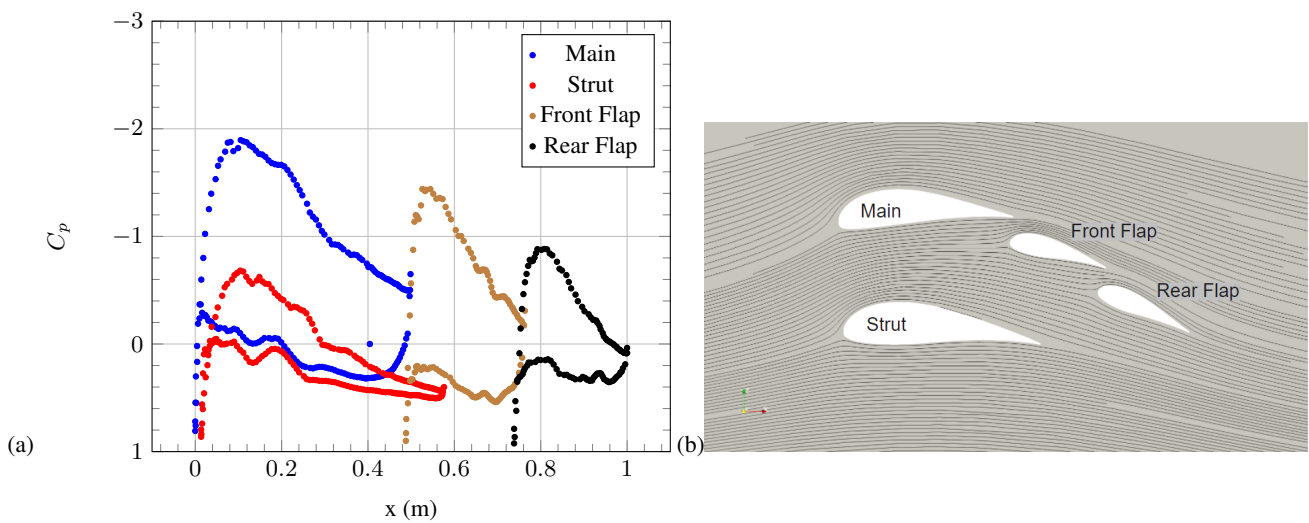 −3
−2
−1
0
1
C_p
0
0.2
0.4
0.6
0.8
1
x (m)
Main
Strut
Front Flap
Rear Flap
(a)
Main
Front Flap
Rear Flap
Strut
(b)